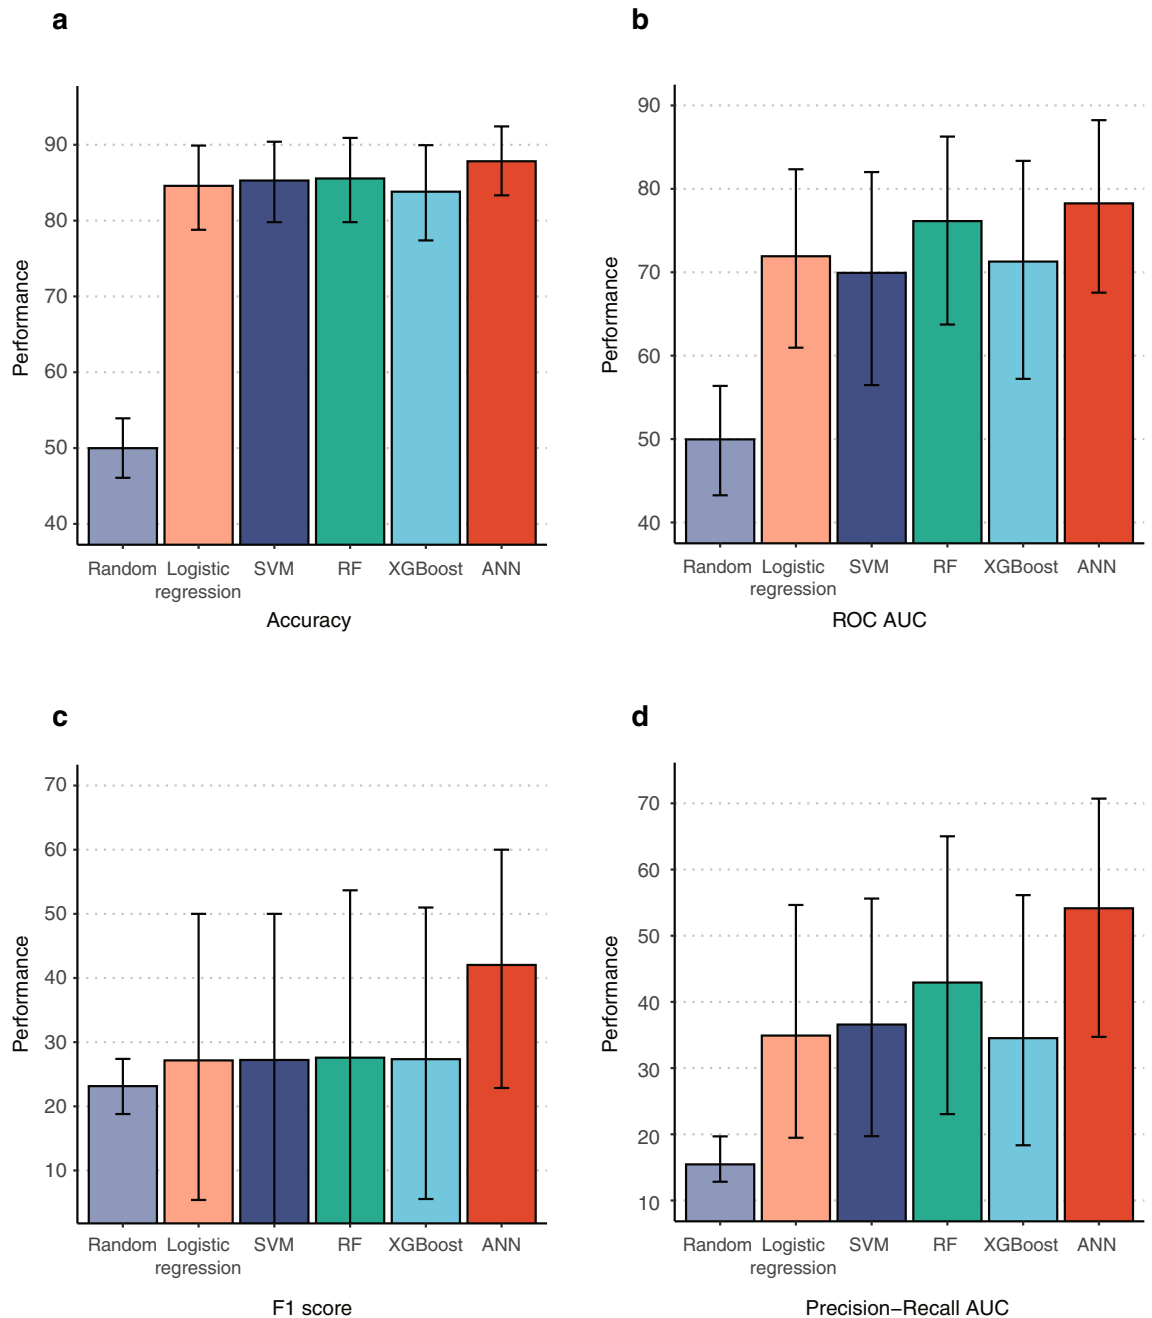 a
90
80
70
60
50
40
Performance
Random Logistic regression SVM RF XGBoost ANN
Accuracy
b
90
80
70
60
50
40
Performance
Random Logistic regression SVM RF XGBoost ANN
ROC AUC
c
70
60
50
40
30
20
10
Performance
Random Logistic regression SVM RF XGBoost ANN
F1 score
d
70
60
50
40
30
20
10
Performance
Random Logistic regression SVM RF XGBoost ANN
Precision–Recall AUC